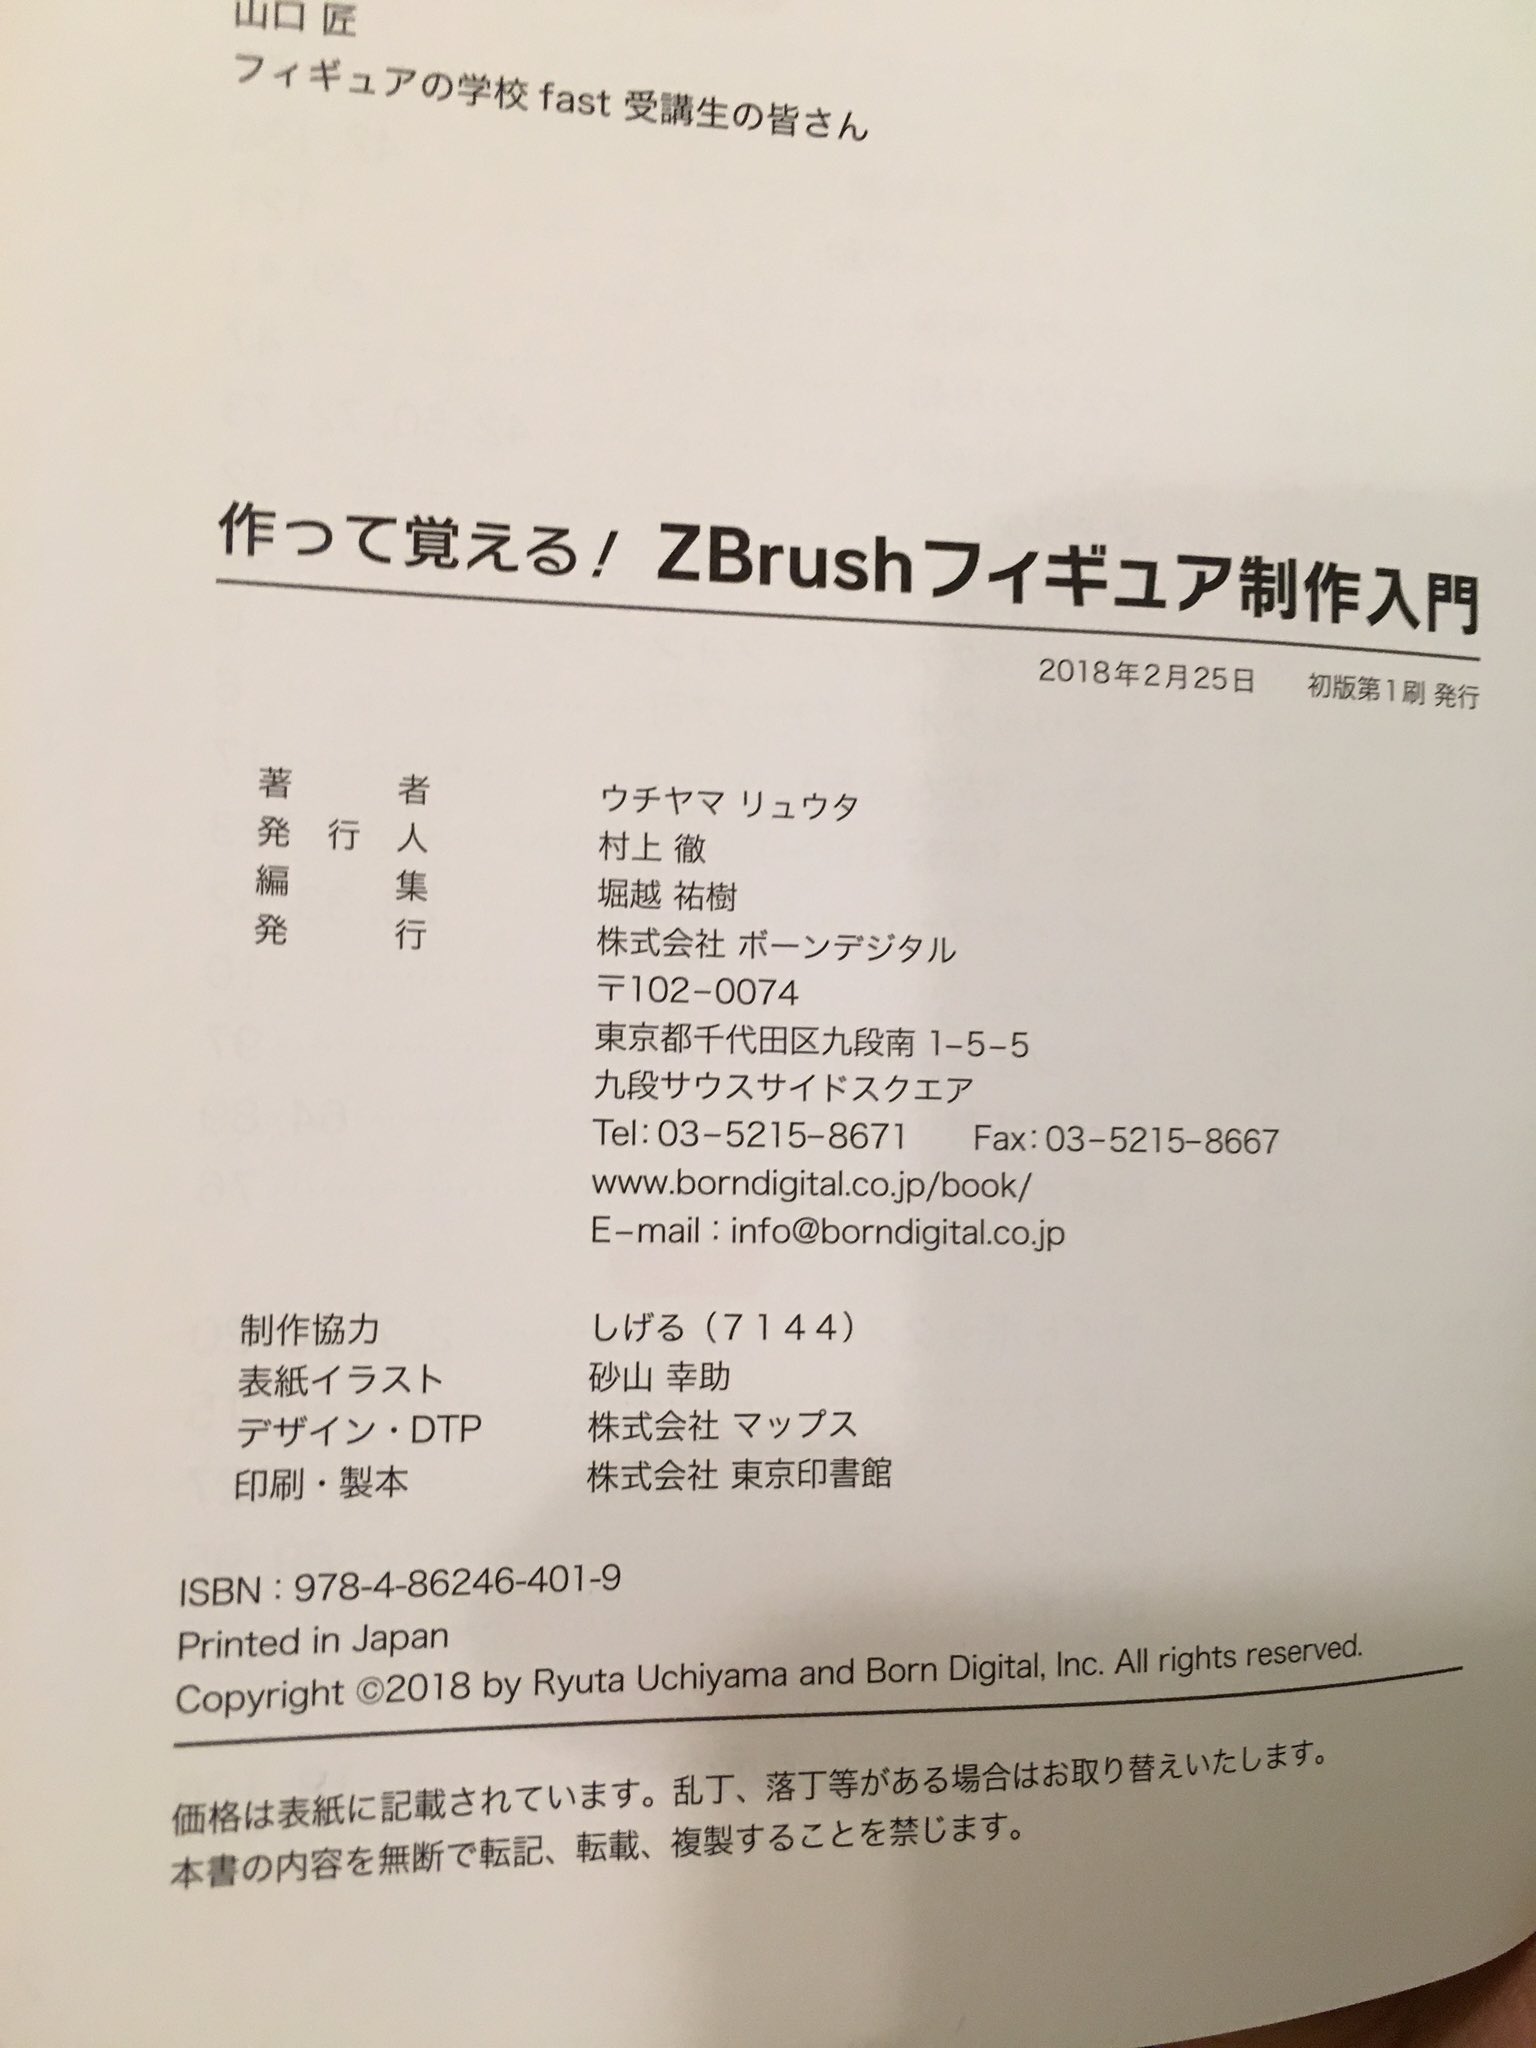 山口 匠
フィギュアの学校 fast 受講生の皆さん
作って覚える! ZBrushフィギュア制作入門
2018年2月25日 初版第1刷 発行
著者 ウチヤマ リュウタ
発行人 村上 徹
編集 堀越 祐樹
発行 株式会社 ボーンデジタル
〒102-0074
東京都千代田区九段南 1-5-5
九段サウスサイドスクエア
Tel: 03-5215-8671 Fax: 03-5215-8667
www.borndigital.co.jp/book/
E-mail : info@borndigital.co.jp
制作協力 しげる(7144)
表紙イラスト 砂山 幸助
デザイン・DTP 株式会社 マップス
印刷・製本 株式会社 東京印書館
ISBN : 978-4-86246-401-9
Printed in Japan
Copyright ©2018 by Ryuta Uchiyama and Born Digital, Inc. All rights reserved.
価格は表紙に記載されています。乱丁、落丁等がある場合はお取り替えいたします。
本書の内容を無断で転記、転載、複製することを禁じます。